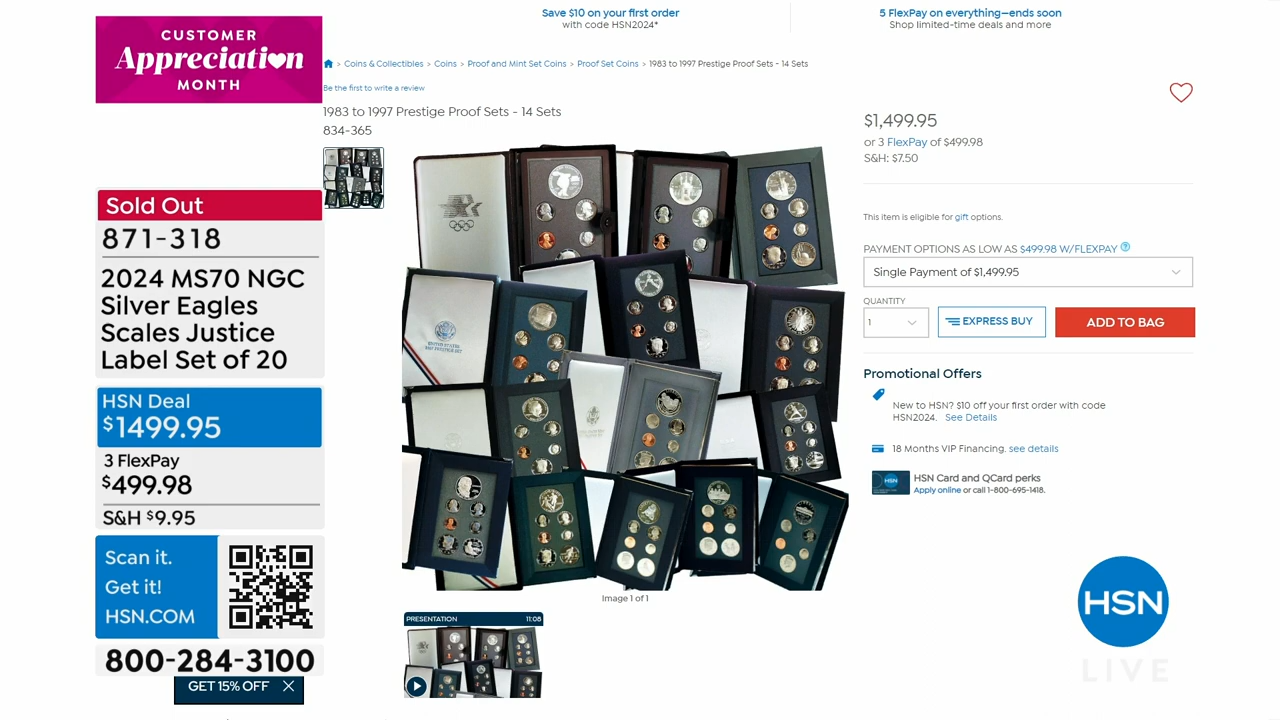 CUSTOMER
Appreciation
MONTH
Sold Out
871-318
2024 MS70 NGC
Silver Eagles
Scales Justice
Label Set of 20
HSN Deal
$1499.95
3 FlexPay
$499.98
S&H $9.95
Scan it.
Get it!
HSN.COM
800-284-3100
GET 15% OFF
Save $10 on your first order
with code HSN2024*
5 FlexPay on everything—ends soon
Shop limited-time deals and more
> Coins & Collectibles > Coins > Proof and Mint Set Coins > Proof Set Coins > 1983 to 1997 Prestige Proof Sets - 14 Sets
Be the first to write a review
1983 to 1997 Prestige Proof Sets - 14 Sets
834-365
Image 1 of 1
PRESENTATION 11:08
$1,499.95
or 3 FlexPay of $499.98
S&H: $7.50
This item is eligible for gift options.
PAYMENT OPTIONS AS LOW AS $499.98 W/FLEXPAY
Single Payment of $1,499.95
QUANTITY
1
EXPRESS BUY
ADD TO BAG
Promotional Offers
New to HSN? $10 off your first order with code
HSN2024. See Details
18 Months VIP Financing. see details
HSN
HSN Card and QCard perks
Apply online or call 1-800-695-1418.
HSN
LIVE